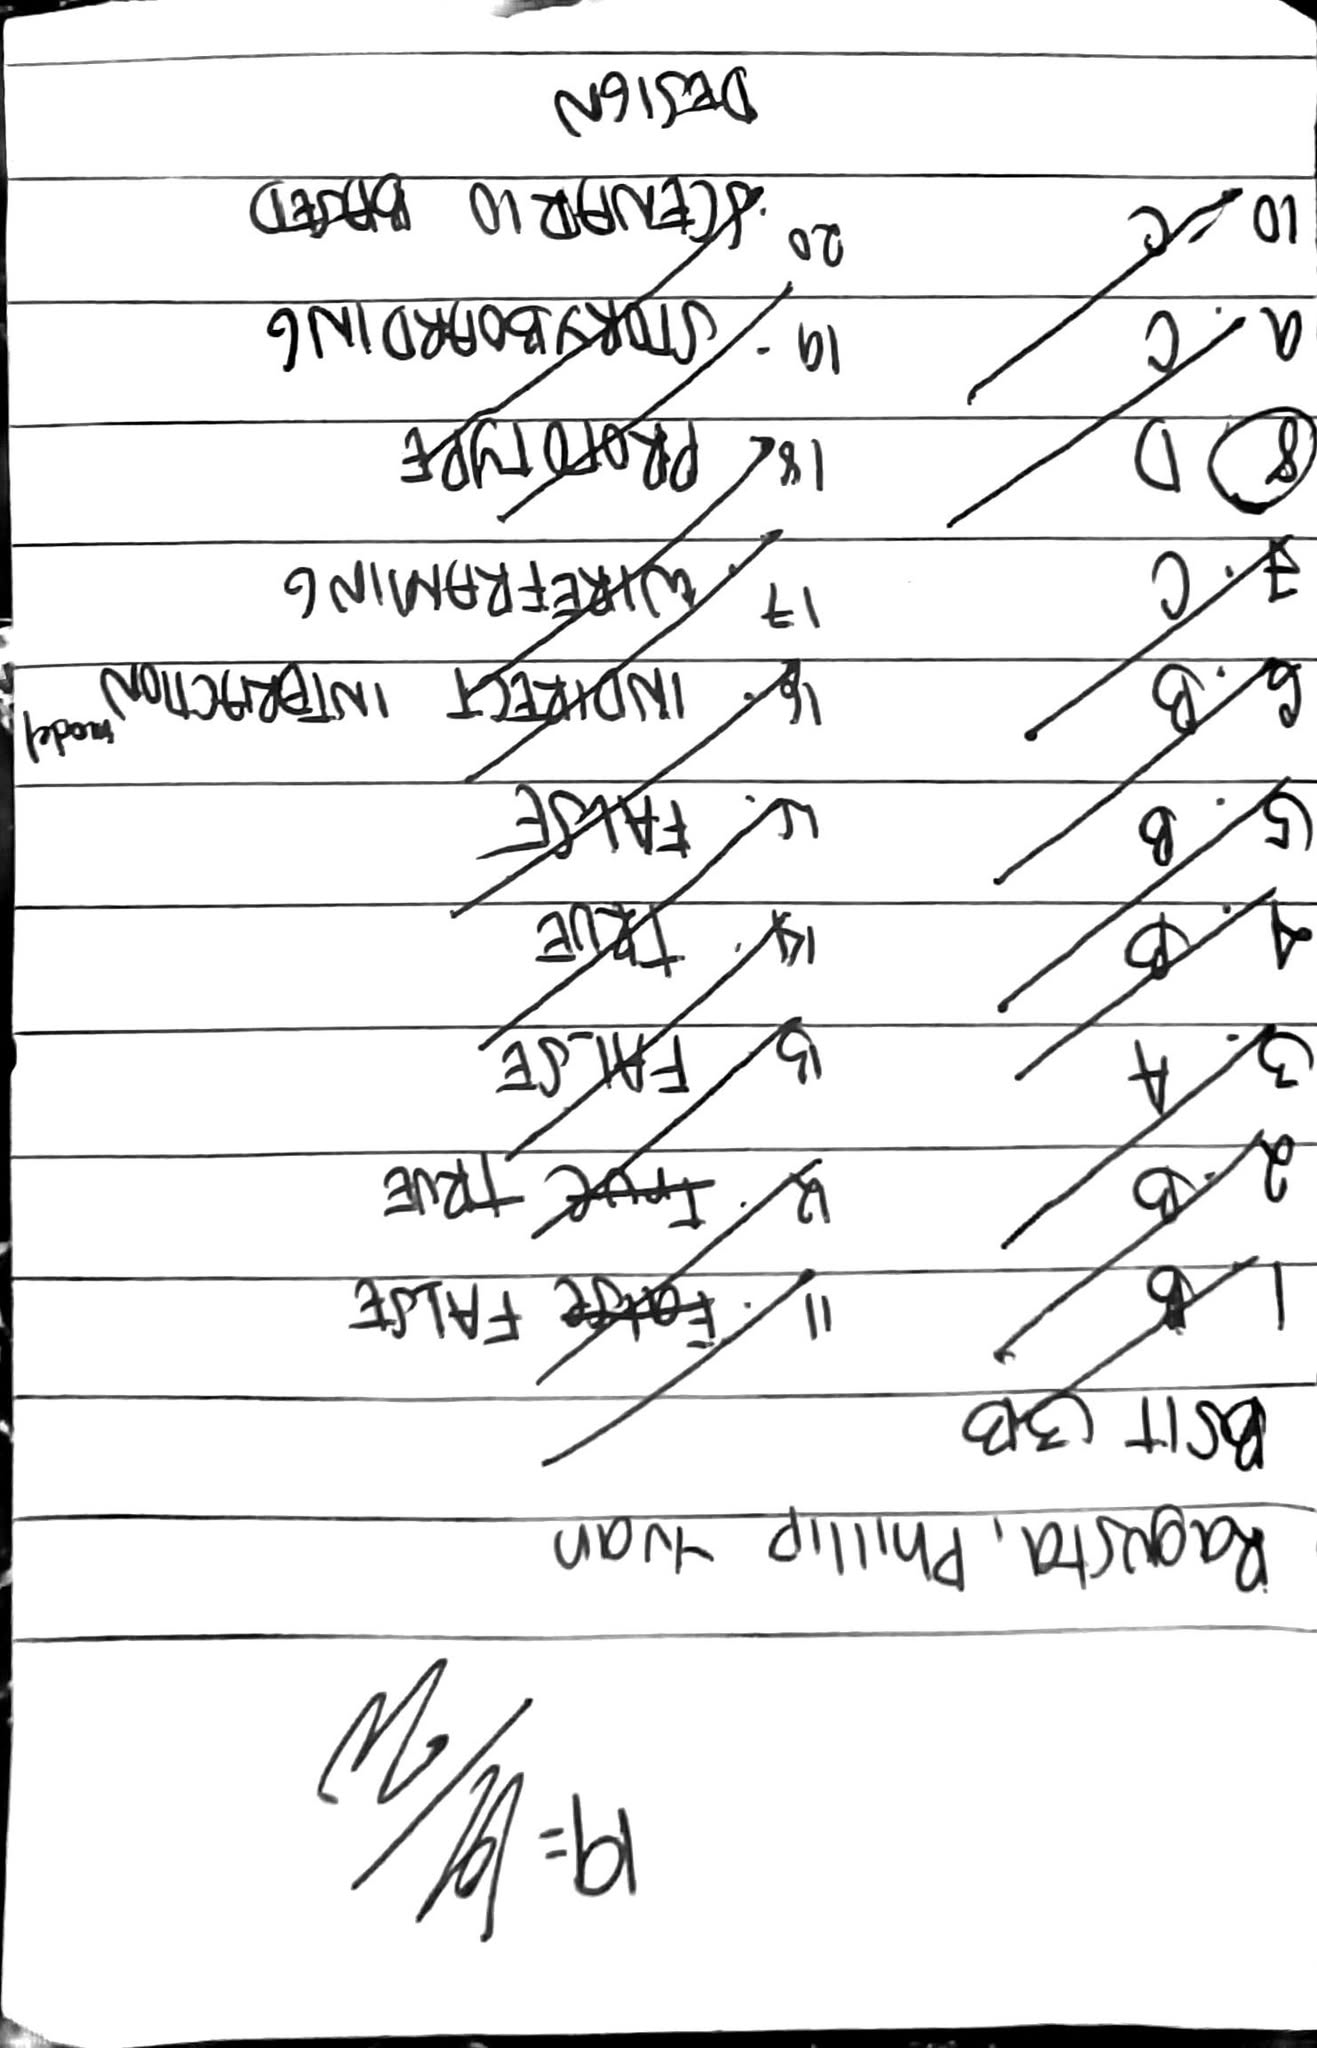 19 = 19/20
Ragusta, Phillip Yvan
BSIT 3B
1 B
2. B
3. A
4. B
5. B
6. B
7. C
8 D
9. C
10 C
11. False FALSE
12. True TRUE
13 FALSE
14. TRUE
15. FALSE
16. INDIRECT INTERACTION model
17. WIREFRAMING
18 PROTOTYPE
19. STORYBOARDING
20. SCENARIO BASED
DESIGN